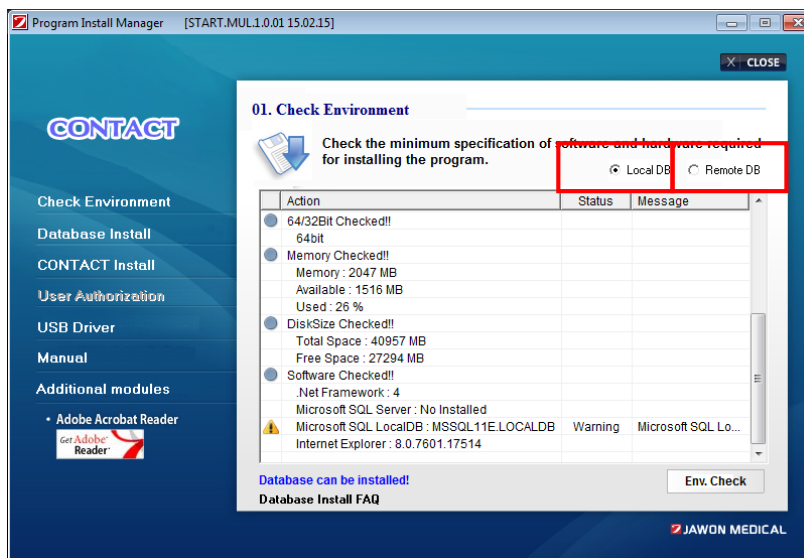 Program Install Manager [START.MUL.1.0.01 15.02.15]
X CLOSE
CONTACT
Check Environment
Database Install
CONTACT Install
User Authorization
USB Driver
Manual
Additional modules
• Adobe Acrobat Reader
Get Adobe®
Reader®
01. Check Environment
Check the minimum specification of software and hardware required
for installing the program.
Local DB Remote DB
Action Status Message
64/32Bit Checked!!
64bit
Memory Checked!!
Memory : 2047 MB
Available : 1516 MB
Used : 26 %
DiskSize Checked!!
Total Space : 40957 MB
Free Space : 27294 MB
Software Checked!!
.Net Framework : 4
Microsoft SQL Server : No Installed
Microsoft SQL LocalDB : MSSQL11E.LOCALDB Warning Microsoft SQL Lo...
Internet Explorer : 8.0.7601.17514
Database can be installed!
Env. Check
Database Install FAQ
JAWON MEDICAL